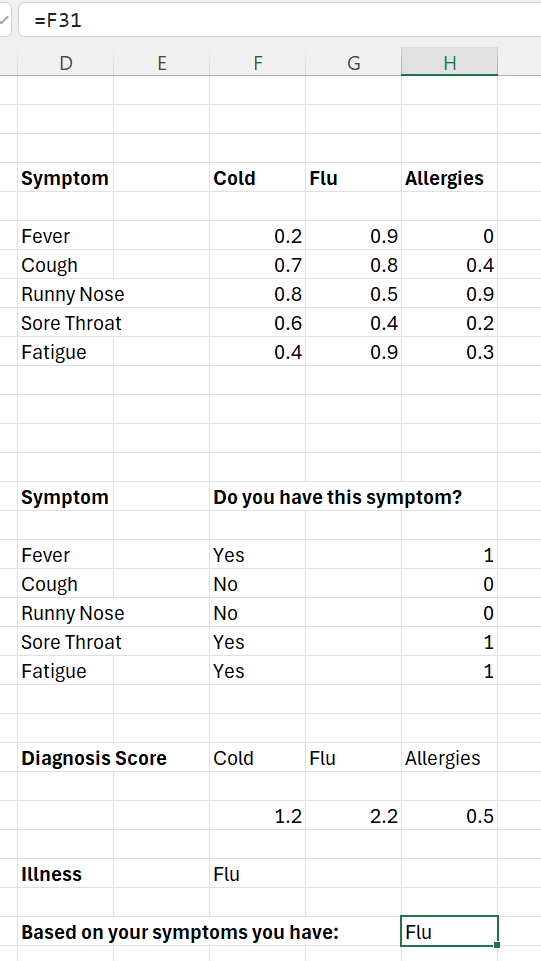 =F31
D E F G H
Symptom Cold Flu Allergies
Fever 0.2 0.9 0
Cough 0.7 0.8 0.4
Runny Nose 0.8 0.5 0.9
Sore Throat 0.6 0.4 0.2
Fatigue 0.4 0.9 0.3
Symptom Do you have this symptom?
Fever Yes 1
Cough No 0
Runny Nose No 0
Sore Throat Yes 1
Fatigue Yes 1
Diagnosis Score Cold Flu Allergies
1.2 2.2 0.5
Illness Flu
Based on your symptoms you have: Flu